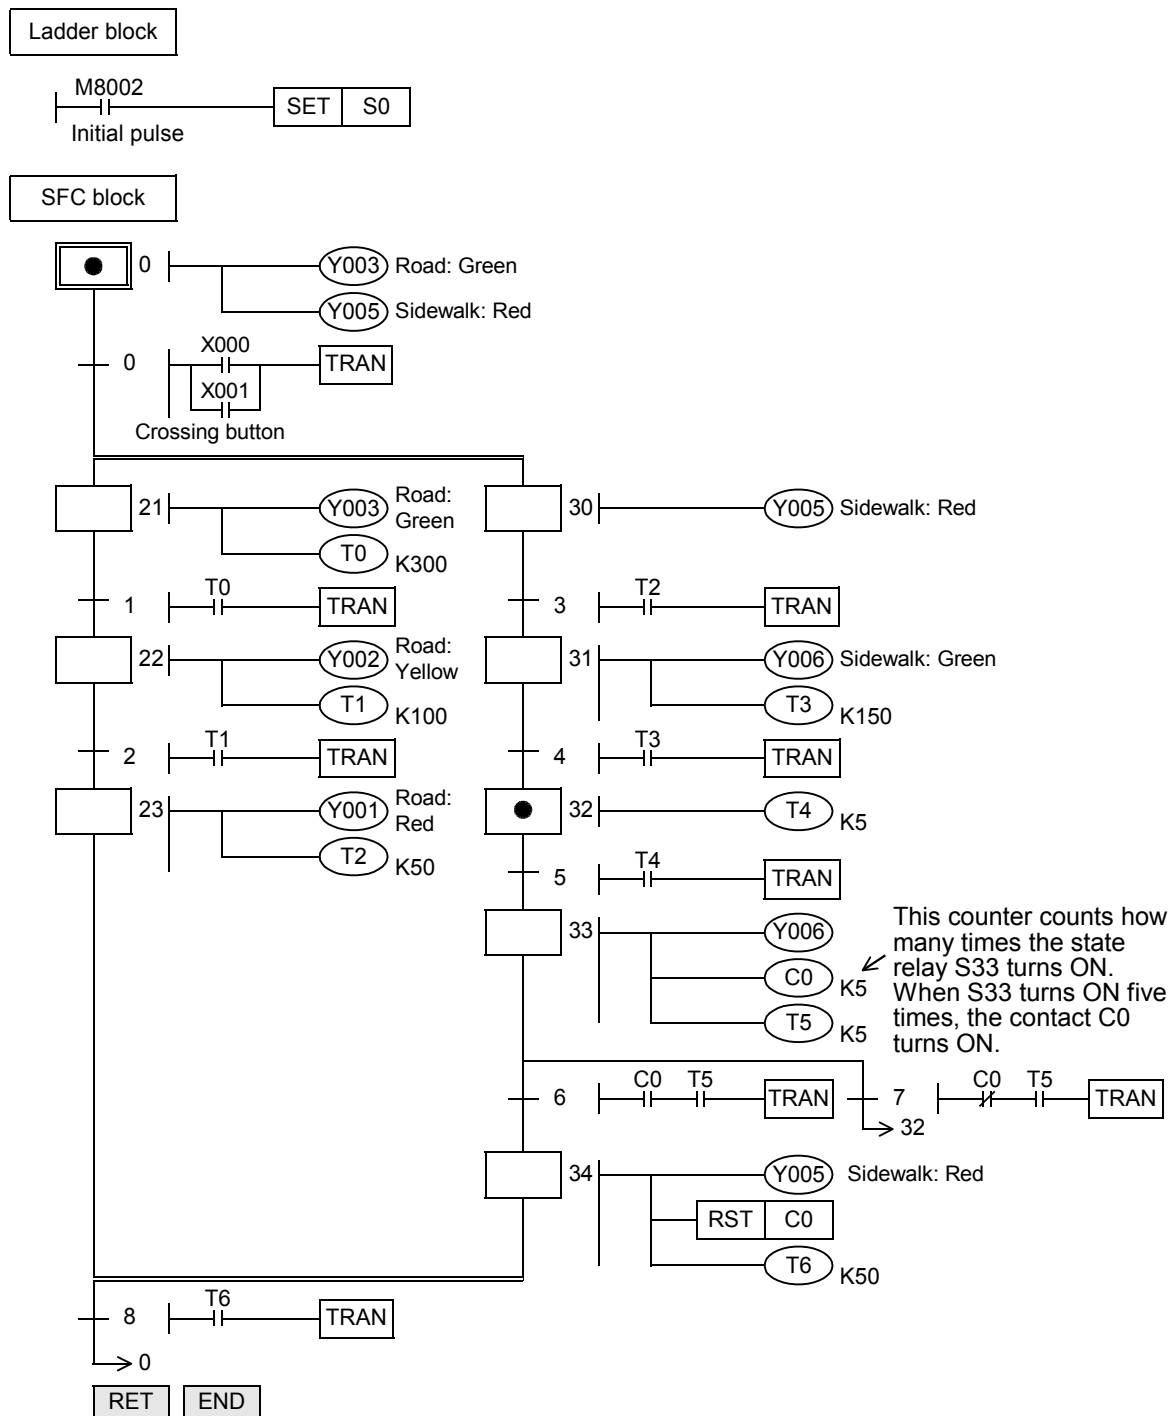 Ladder block
M8002
SET S0
Initial pulse
SFC block
0 Y003 Road: Green
Y005 Sidewalk: Red
0 X000 TRAN
X001
Crossing button
21 Y003 Road:
Green
T0 K300
30 Y005 Sidewalk: Red
1 T0 TRAN
3 T2 TRAN
22 Y002 Road:
Yellow
T1 K100
31 Y006 Sidewalk: Green
T3 K150
2 T1 TRAN
4 T3 TRAN
23 Y001 Road:
Red
T2 K50
32 T4 K5
5 T4 TRAN
33 Y006
C0 K5
T5 K5
This counter counts how
many times the state
relay S33 turns ON.
When S33 turns ON five
times, the contact C0
turns ON.
6 C0 T5 TRAN
7 C0 T5 TRAN
32
34 Y005 Sidewalk: Red
RST C0
T6 K50
8 T6 TRAN
0
RET END